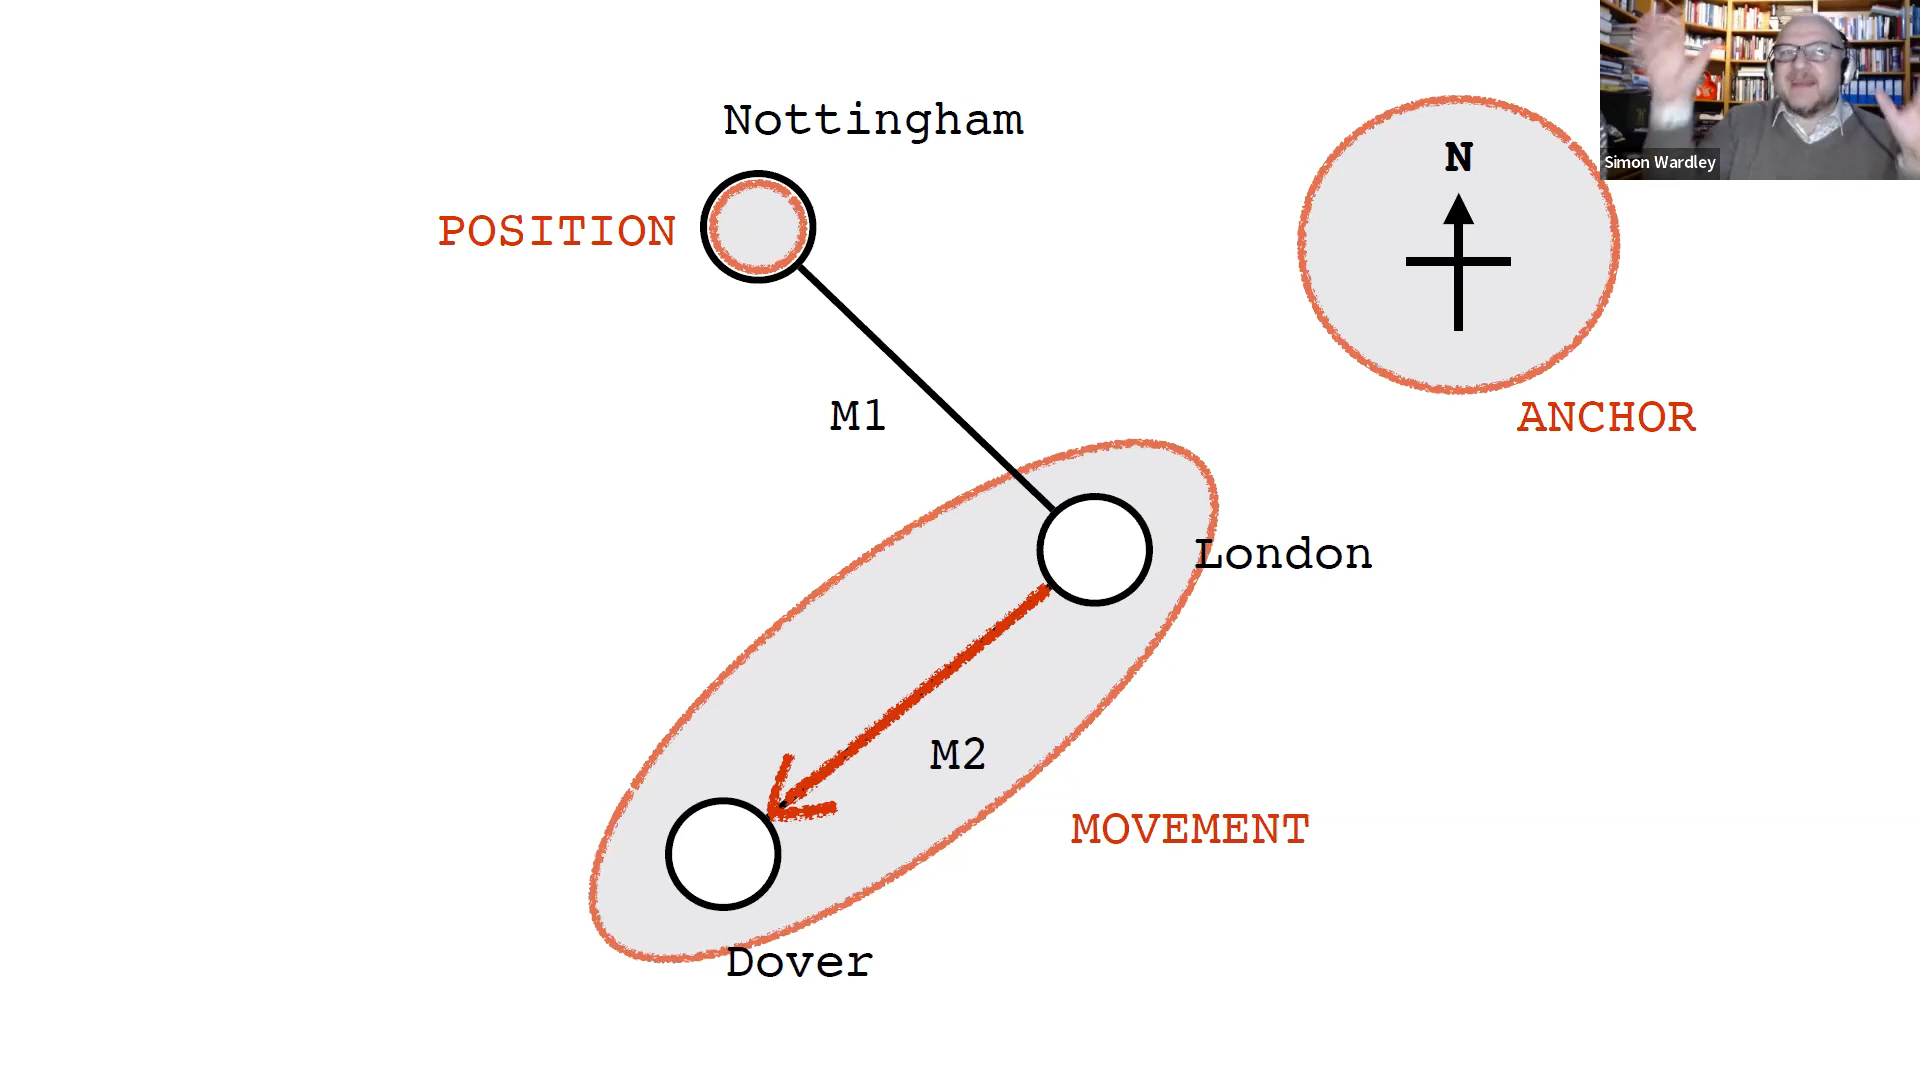 Nottingham
N
Simon Wardley
POSITION
M1
ANCHOR
London
M2
MOVEMENT
Dover